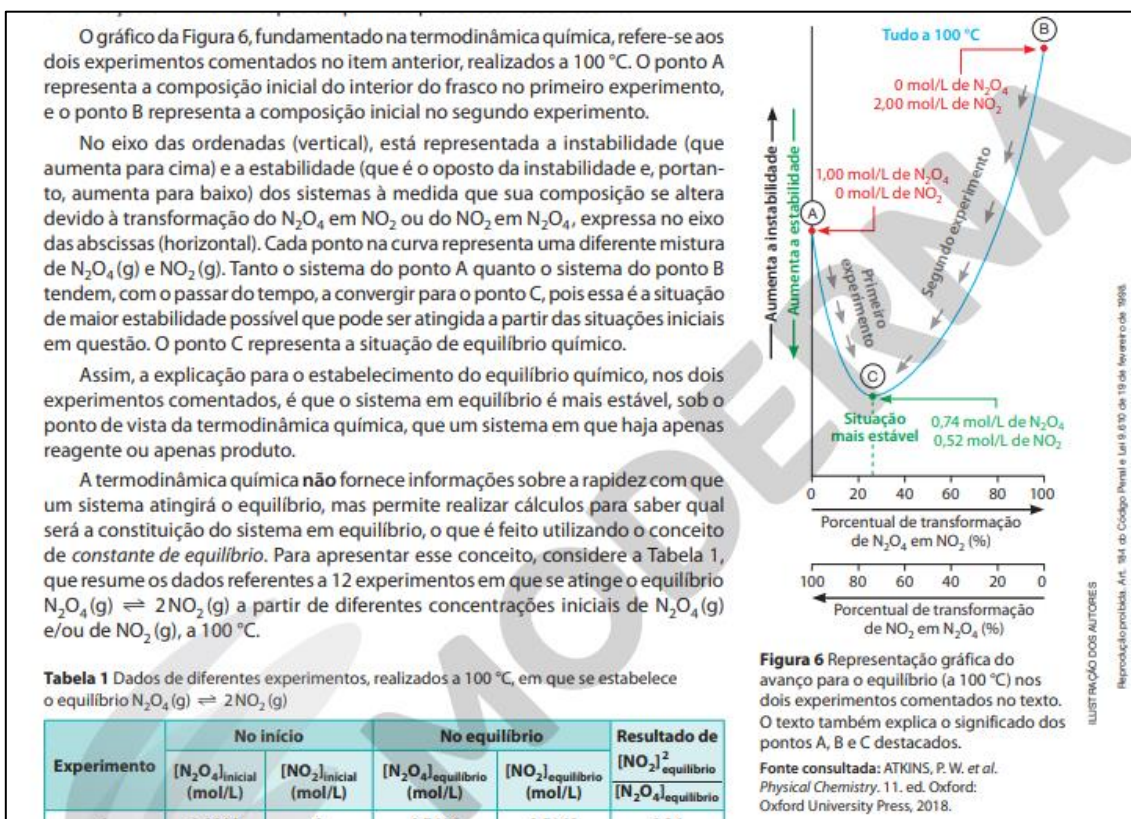 O gráfico da Figura 6, fundamentado na termodinâmica química, refere-se aos
dois experimentos comentados no item anterior, realizados a 100 °C. O ponto A
representa a composição inicial do interior do frasco no primeiro experimento,
e o ponto B representa a composição inicial no segundo experimento.
No eixo das ordenadas (vertical), está representada a instabilidade (que
aumenta para cima) e a estabilidade (que é o oposto da instabilidade e, portan-
to, aumenta para baixo) dos sistemas à medida que sua composição se altera
devido à transformação do N₂O₄ em NO₂ ou do NO₂ em N₂O₄, expressa no eixo
das abscissas (horizontal). Cada ponto na curva representa uma diferente mistura
de N₂O₄(g) e NO₂(g). Tanto o sistema do ponto A quanto o sistema do ponto B
tendem, com o passar do tempo, a convergir para o ponto C, pois essa é a situação
de maior estabilidade possível que pode ser atingida a partir das situações iniciais
em questão. O ponto C representa a situação de equilíbrio químico.
Assim, a explicação para o estabelecimento do equilíbrio químico, nos dois
experimentos comentados, é que o sistema em equilíbrio é mais estável, sob o
ponto de vista da termodinâmica química, que um sistema em que haja apenas
reagente ou apenas produto.
A termodinâmica química não fornece informações sobre a rapidez com que
um sistema atingirá o equilíbrio, mas permite realizar cálculos para saber qual
será a constituição do sistema em equilíbrio, o que é feito utilizando o conceito
de constante de equilíbrio. Para apresentar esse conceito, considere a Tabela 1,
que resume os dados referentes a 12 experimentos em que se atinge o equilíbrio
N₂O₄(g) ⇌ 2NO₂(g) a partir de diferentes concentrações iniciais de N₂O₄(g)
e/ou de NO₂(g), a 100 °C.
Tabela 1 Dados de diferentes experimentos, realizados a 100 °C, em que se estabelece
o equilíbrio N₂O₄(g) ⇌ 2NO₂(g)
Experimento
No início
No equilíbrio
Resultado de
[N₂O₄]inicial
(mol/L)
[NO₂]inicial
(mol/L)
[N₂O₄]equilíbrio
(mol/L)
[NO₂]equilíbrio
(mol/L)
[NO₂]²equilíbrio
[N₂O₄]equilíbrio
Tudo a 100 °C
B
0 mol/L de N₂O₄
2,00 mol/L de NO₂
1,00 mol/L de N₂O₄
0 mol/L de NO₂
A
Aumenta a instabilidade
Aumenta a estabilidade
Primeiro
experimento
Segundo experimento
C
Situação
mais estável
0,74 mol/L de N₂O₄
0,52 mol/L de NO₂
0 20 40 60 80 100
Porcentual de transformação
de N₂O₄ em NO₂ (%)
100 80 60 40 20 0
Porcentual de transformação
de NO₂ em N₂O₄ (%)
Figura 6 Representação gráfica do
avanço para o equilíbrio (a 100 °C) nos
dois experimentos comentados no texto.
O texto também explica o significado dos
pontos A, B e C destacados.
Fonte consultada: ATKINS, P. W. et al.
Physical Chemistry. 11. ed. Oxford:
Oxford University Press, 2018.
ILUSTRAÇÃO DOS AUTORES
Reprodução proibida. Art. 184 do Código Penal e Lei 9.610 de 19 de fevereiro de 1998.
MODERNA